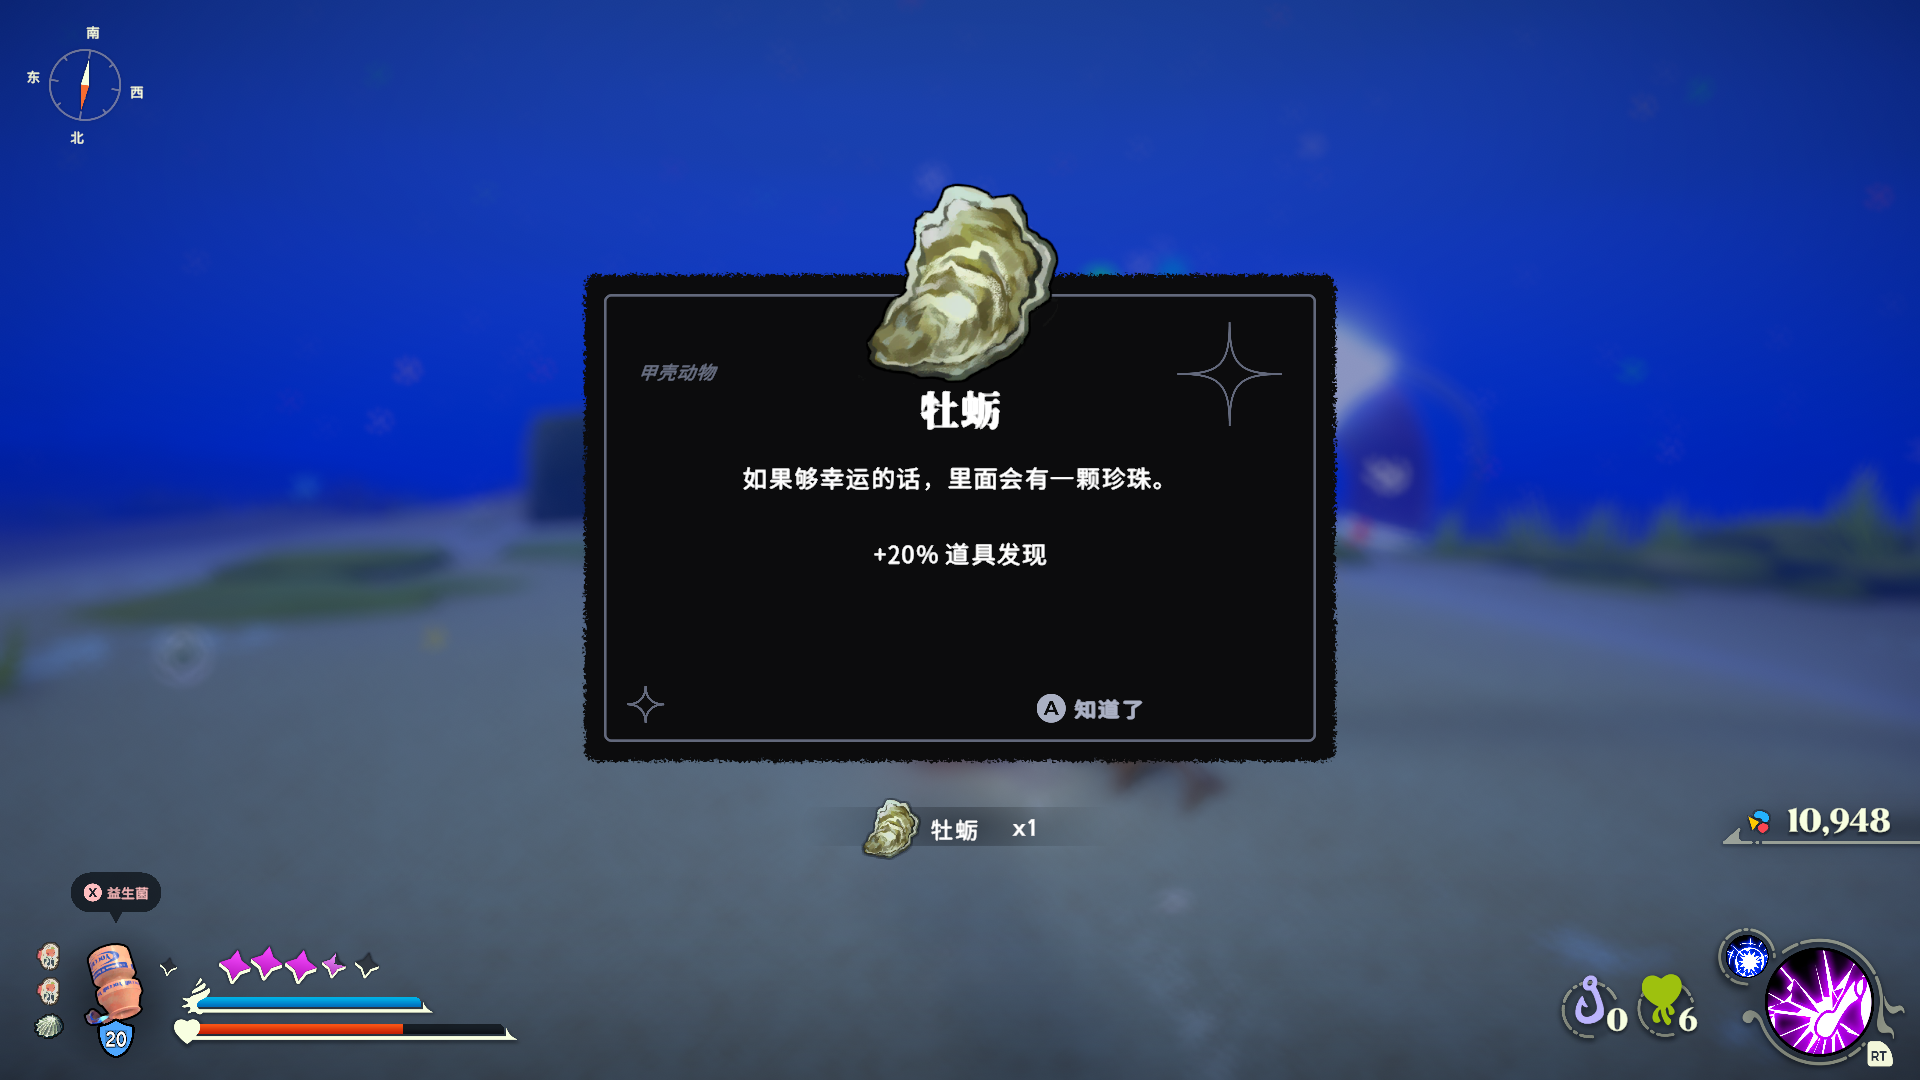 南
东
西
北
甲壳动物
牡蛎
如果够幸运的话，里面会有一颗珍珠。
+20% 道具发现
A 知道了
牡蛎 x1
10,948
X 益生菌
20
0
6
RT